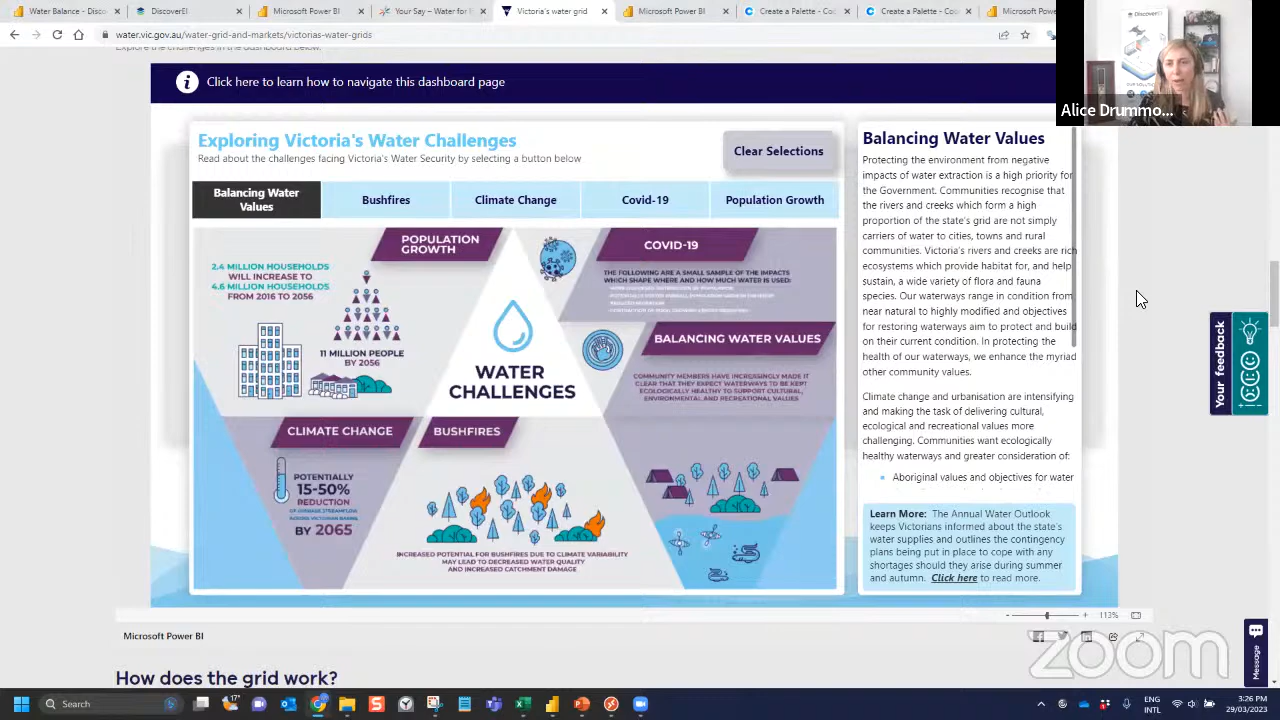 Water Balance - Disco
DiscoverEI
Microsoft Power BI
Your Say – Water for
Victoria's water grid
Microsoft Power BI
Create a Palette - Coo
Create a Palette - Coo
Microsoft Power BI
water.vic.gov.au/water-grid-and-markets/victorias-water-grids
Explore the challenges in the dashboard below.
Alice Drummo...
Click here to learn how to navigate this dashboard page
Exploring Victoria's Water Challenges
Read about the challenges facing Victoria's Water Security by selecting a button below
Clear Selections
Balancing Water
Values
Bushfires
Climate Change
Covid-19
Population Growth
POPULATION
GROWTH
2.4 MILLION HOUSEHOLDS
WILL INCREASE TO
4.6 MILLION HOUSEHOLDS
FROM 2016 TO 2056
11 MILLION PEOPLE
BY 2056
COVID-19
THE FOLLOWING ARE A SMALL SAMPLE OF THE IMPACTS
WHICH SHAPE WHERE AND HOW MUCH WATER IS USED:
BALANCING WATER VALUES
COMMUNITY MEMBERS HAVE INCREASINGLY MADE IT
CLEAR THAT THEY EXPECT WATERWAYS TO BE KEPT
ECOLOGICALLY HEALTHY TO SUPPORT CULTURAL,
ENVIRONMENTAL AND RECREATIONAL VALUES
WATER
CHALLENGES
CLIMATE CHANGE
POTENTIALLY
15-50%
REDUCTION
OF AVERAGE STREAMFLOW
ACROSS VICTORIAN BASINS
BY 2065
BUSHFIRES
INCREASED POTENTIAL FOR BUSHFIRES DUE TO CLIMATE VARIABILITY
MAY LEAD TO DECREASED WATER QUALITY
AND INCREASED CATCHMENT DAMAGE
Balancing Water Values
Protecting the environment from negative
impacts of water extraction is a high priority for
the Government. Communities recognise that
the rivers and creeks which form a high
proportion of the state's grid are not simply
carriers of water to cities, towns and rural
communities. Victoria's rivers and creeks are rich
ecosystems which provide habitat for, and help
sustain, a wide variety of flora and fauna
species. Our waterways range in condition from
near natural to highly modified and objectives
for restoring waterways aim to protect and build
on their current condition. In protecting the
health of our waterways, we enhance the myriad
other community values.
Climate change and urbanisation are intensifying
and making the task of delivering cultural,
ecological and recreational values more
challenging. Communities want ecologically
healthy waterways and greater consideration of:
Aboriginal values and objectives for water
Learn More: The Annual Water Outlook
keeps Victorians informed about the state's
water supplies and outlines the contingency
plans being put in place to cope with any
shortages should they arise during summer
and autumn. Click here to read more.
Your feedback
113%
Microsoft Power BI
zoom
Message
How does the grid work?
Search
ENG
INTL
3:26 PM
29/03/2023